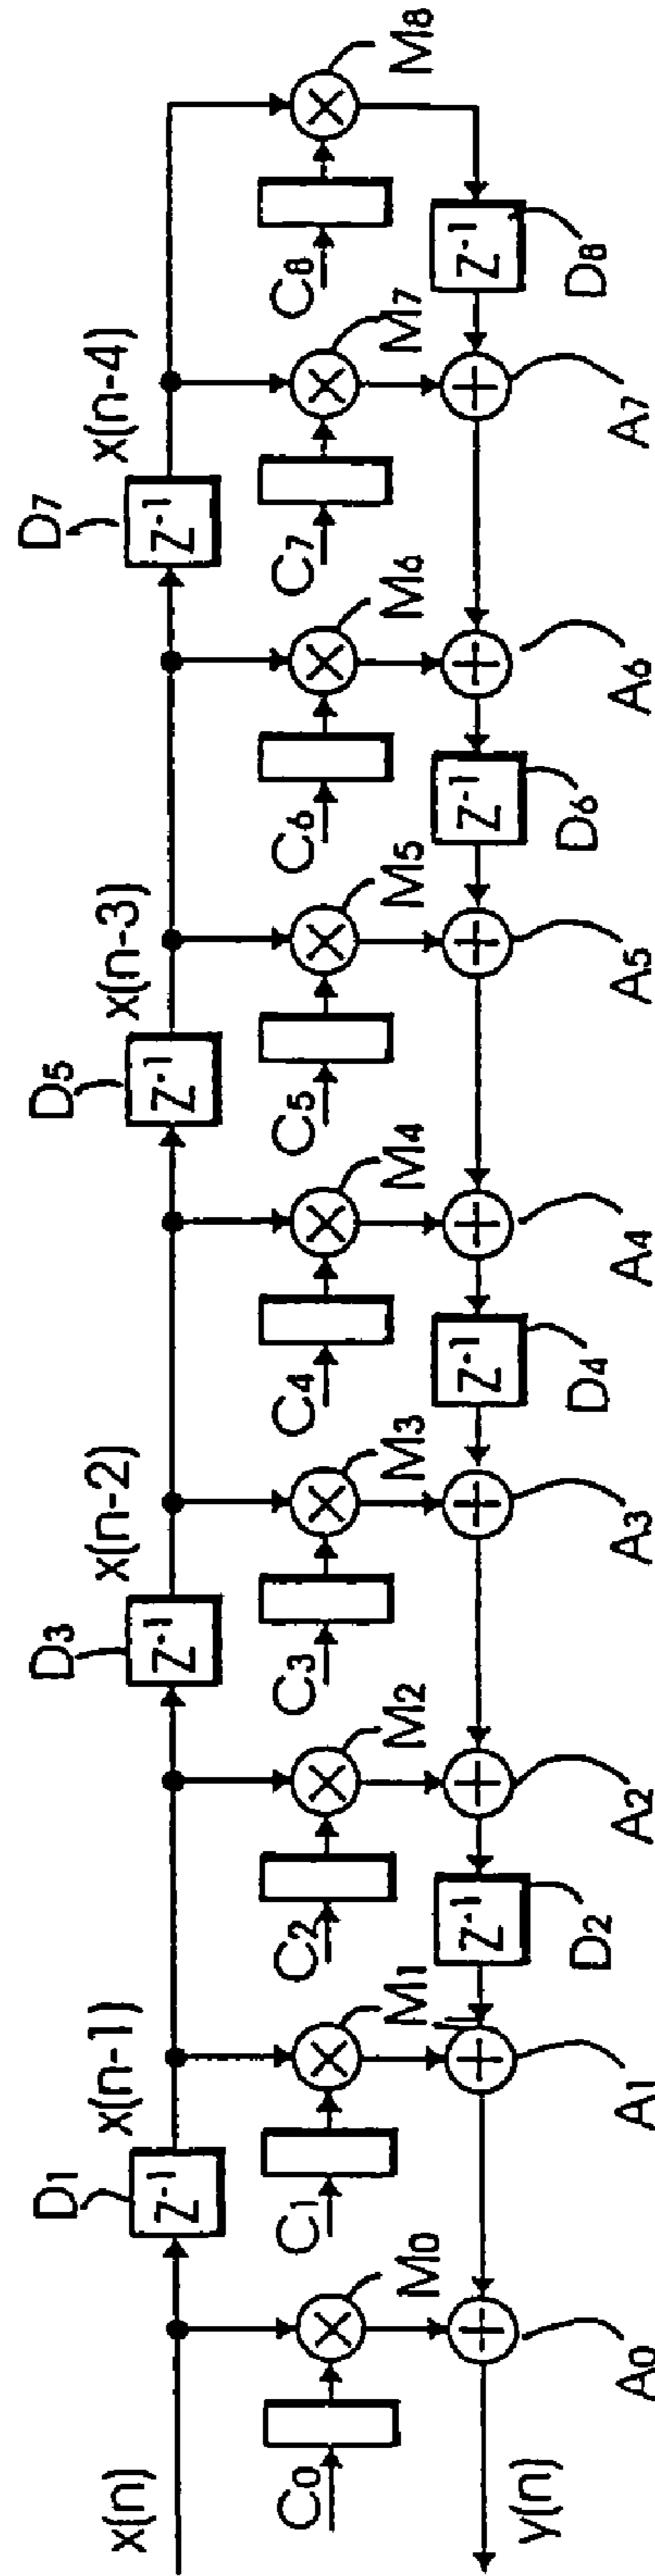 D1 D3 D5 D7
x(n) x(n-1) x(n-2) x(n-3) x(n-4)
Z-1 Z-1 Z-1 Z-1
C0 C1 C2 C3 C4 C5 C6 C7 C8
M0 M1 M2 M3 M4 M5 M6 M7 M8
Z-1 Z-1 Z-1 Z-1
y(n)
D2 D4 D6 D8
A0 A1 A2 A3 A4 A5 A6 A7